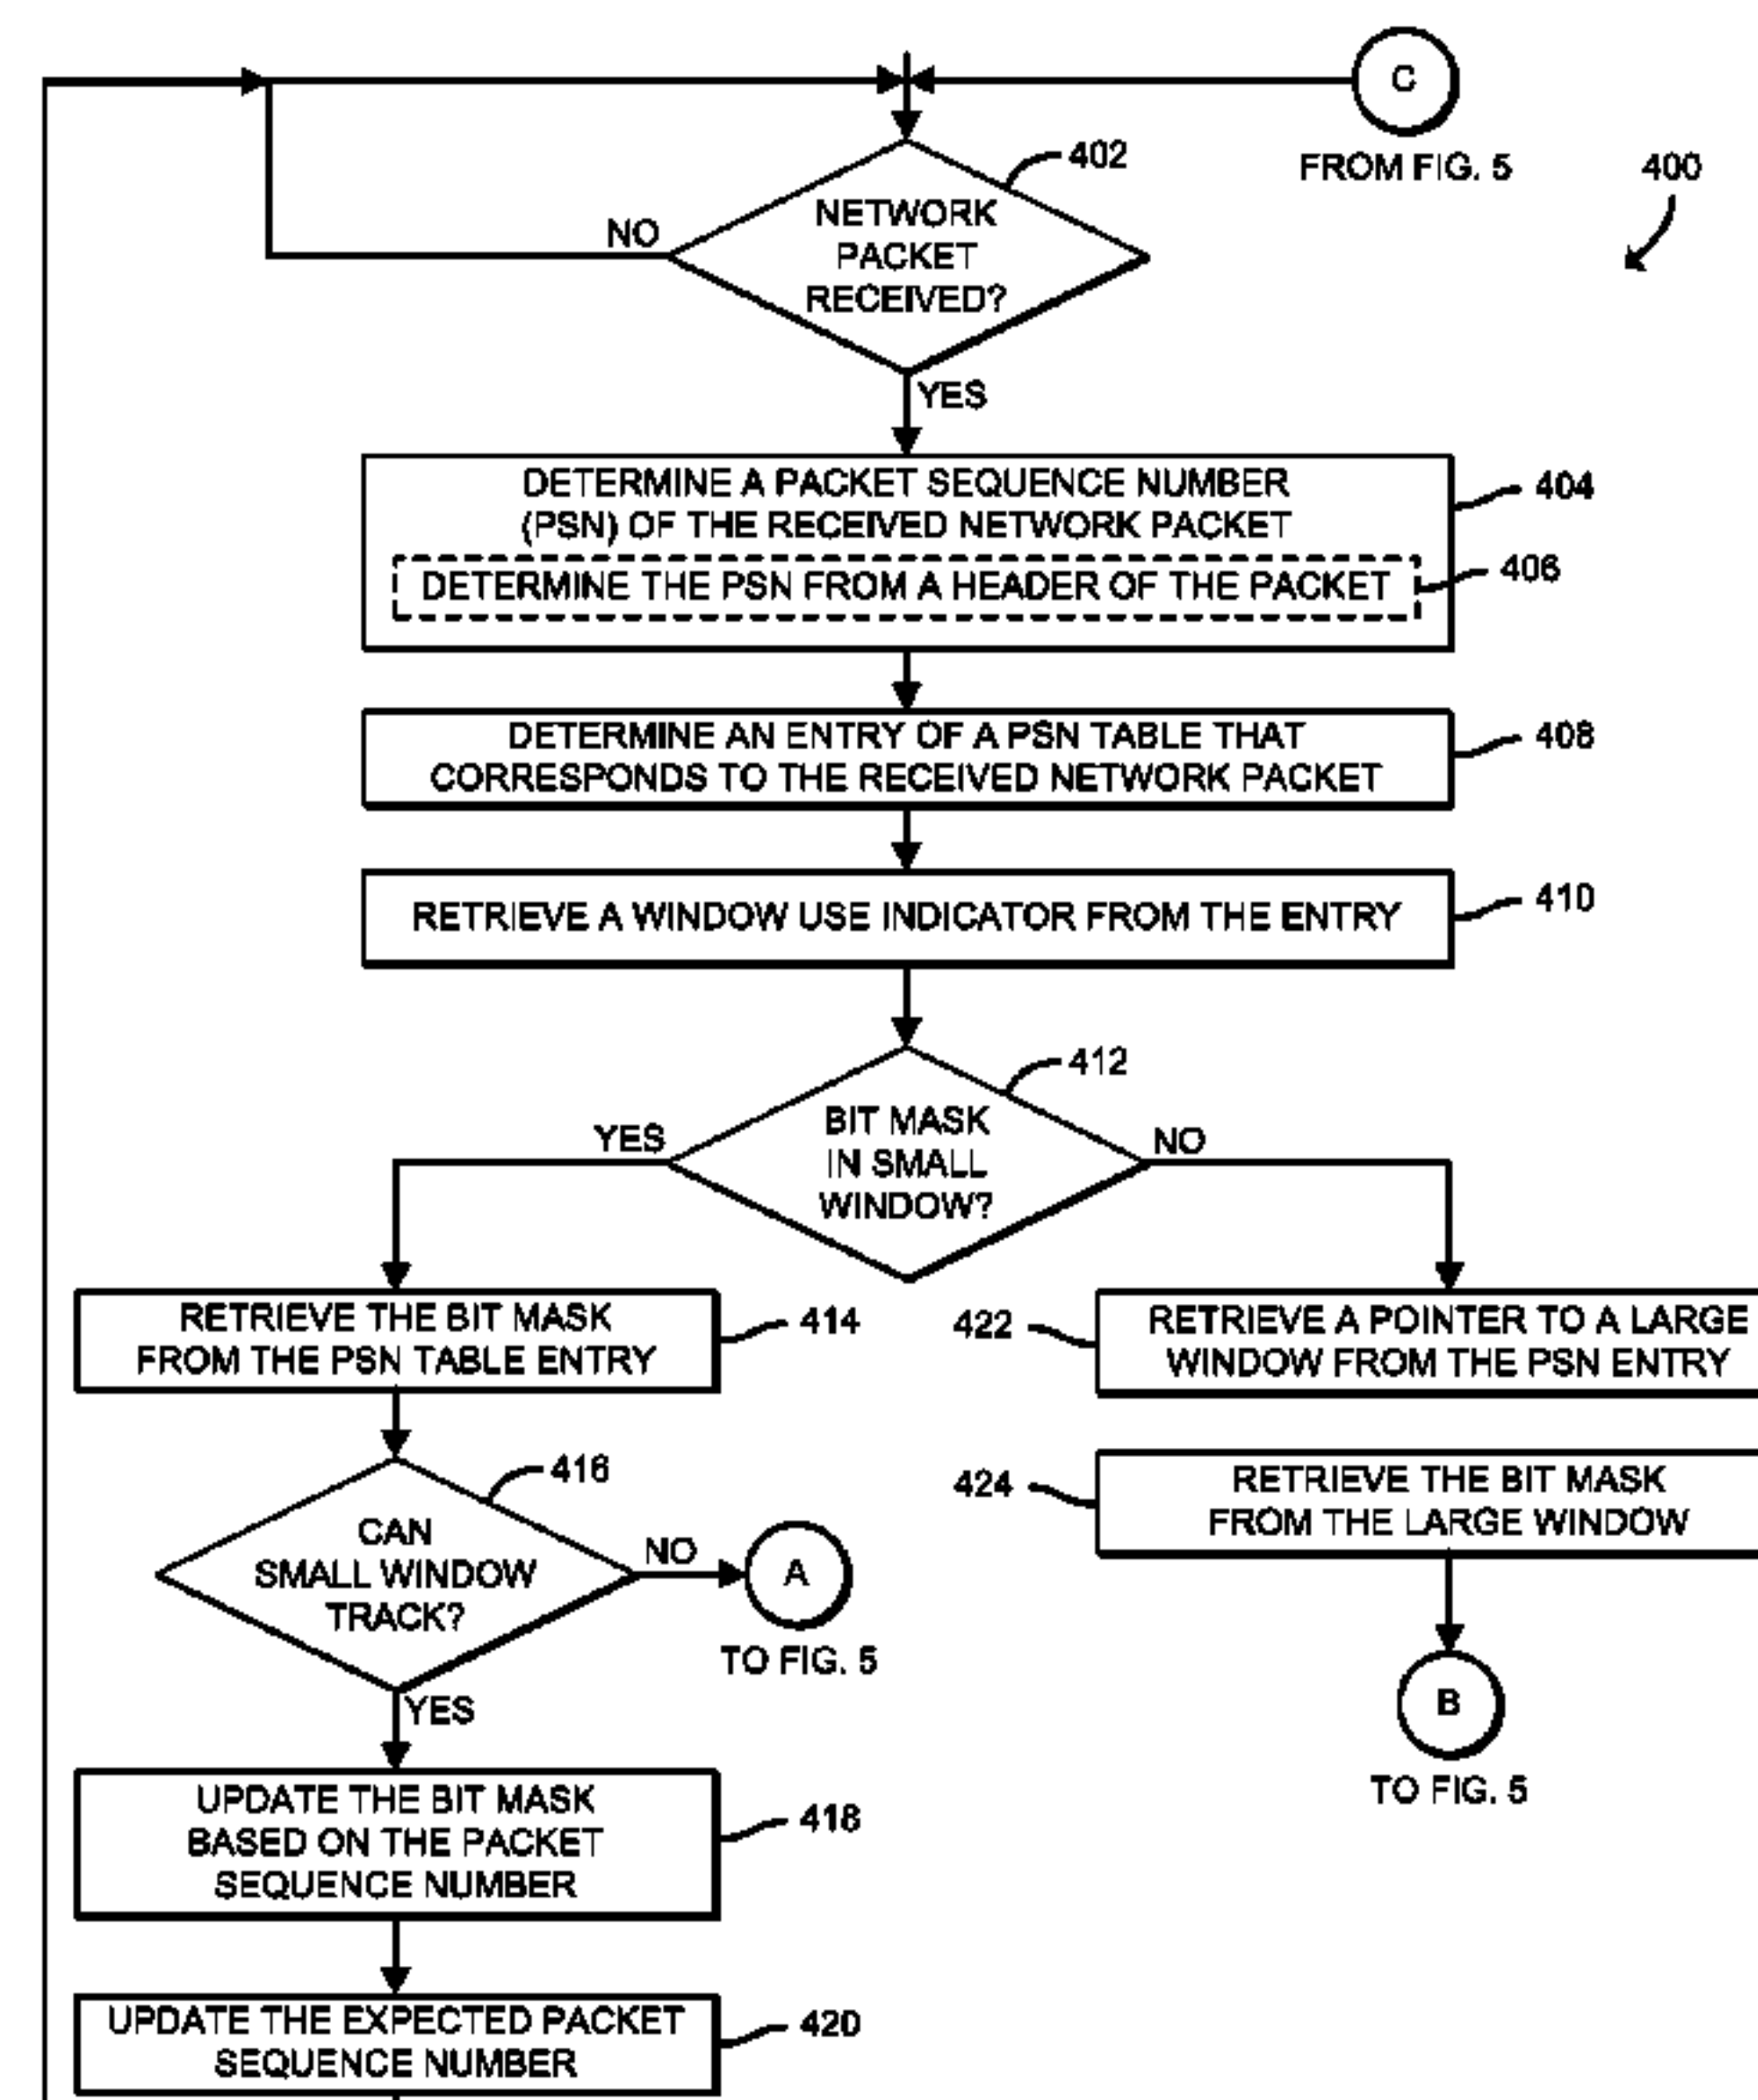 C
FROM FIG. 5
400
402
NETWORK
PACKET
RECEIVED?
NO
YES
DETERMINE A PACKET SEQUENCE NUMBER
(PSN) OF THE RECEIVED NETWORK PACKET
404
DETERMINE THE PSN FROM A HEADER OF THE PACKET
406
DETERMINE AN ENTRY OF A PSN TABLE THAT
CORRESPONDS TO THE RECEIVED NETWORK PACKET
408
RETRIEVE A WINDOW USE INDICATOR FROM THE ENTRY
410
412
BIT MASK
IN SMALL
WINDOW?
YES
NO
RETRIEVE THE BIT MASK
FROM THE PSN TABLE ENTRY
414
422
RETRIEVE A POINTER TO A LARGE
WINDOW FROM THE PSN ENTRY
416
CAN
SMALL WINDOW
TRACK?
NO
A
TO FIG. 5
424
RETRIEVE THE BIT MASK
FROM THE LARGE WINDOW
B
TO FIG. 5
YES
UPDATE THE BIT MASK
BASED ON THE PACKET
SEQUENCE NUMBER
418
UPDATE THE EXPECTED PACKET
SEQUENCE NUMBER
420